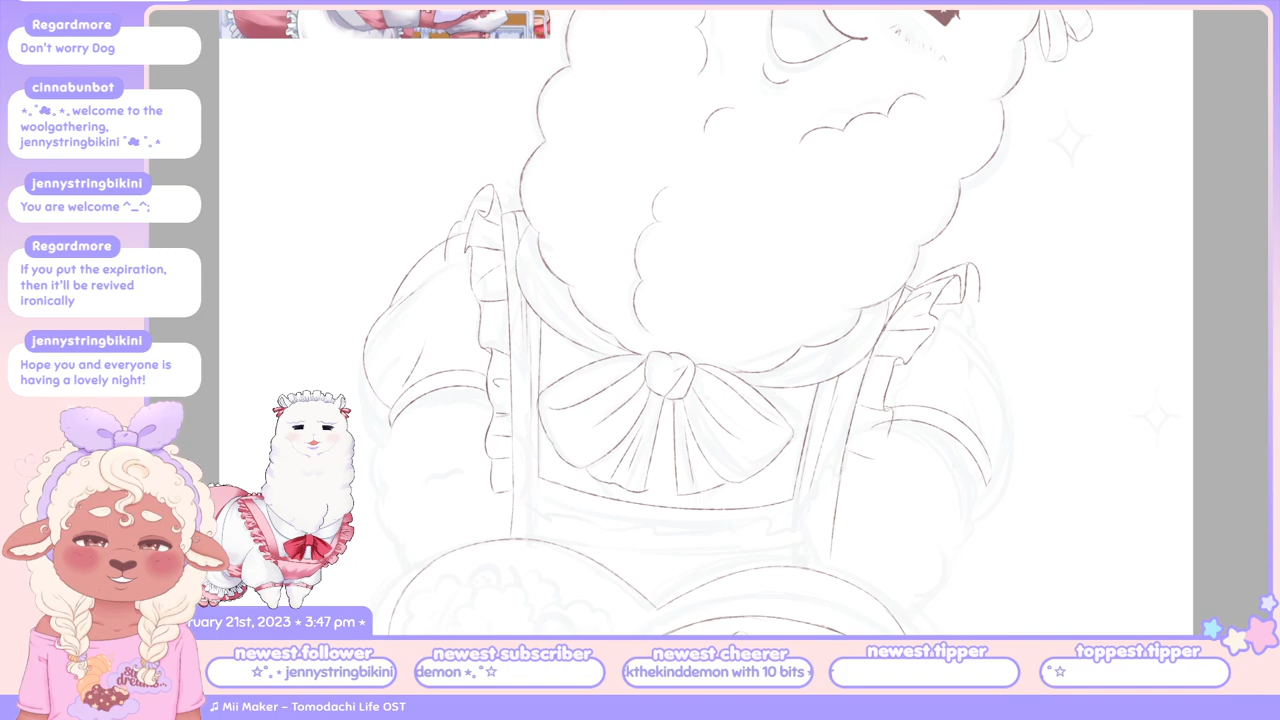 Regardmore
Don't worry Dog
cinnabunbot
welcome to the
woolgathering,
jennystringbikini
jennystringbikini
You are welcome ^_^;
Regardmore
If you put the expiration,
then it'll be revived
ironically
jennystringbikini
Hope you and everyone is
having a lovely night!
ruary 21st, 2023 ⋆ 3:47 pm ⋆
newest follower
☆°。⋆ jennystringbikini
newest subscriber
demon ⋆。°☆
newest cheerer
kthekinddemon with 10 bits ⋆
newest tipper
toppest tipper
°☆
♫ Mii Maker - Tomodachi Life OST